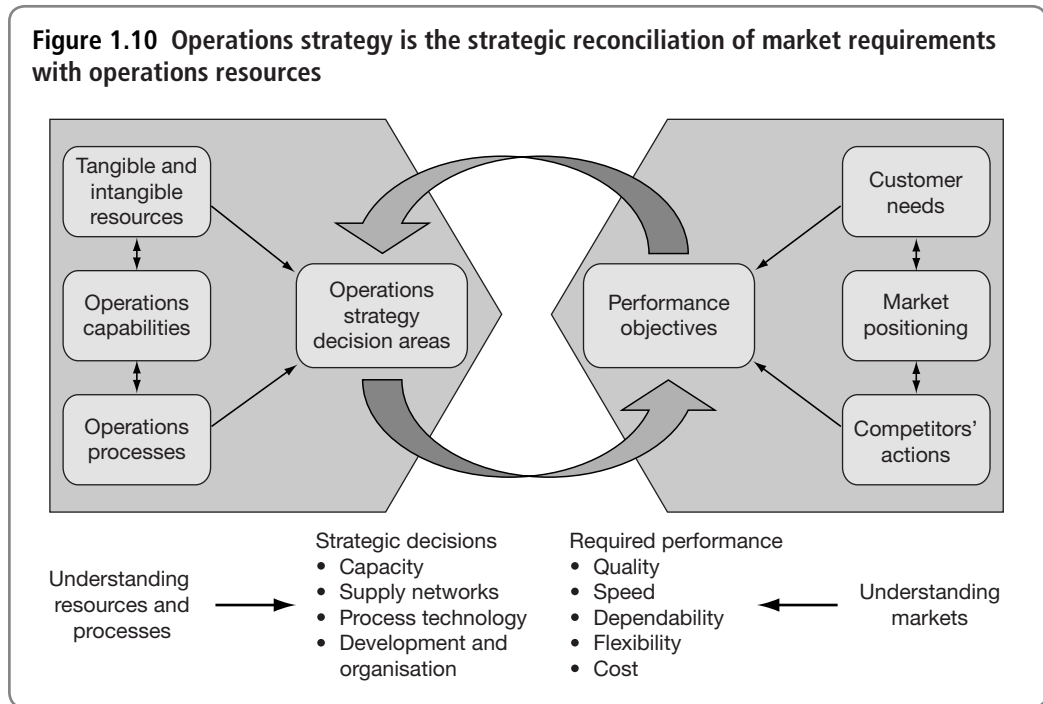 Figure 1.10 Operations strategy is the strategic reconciliation of market requirements
with operations resources
Tangible and
intangible
resources
Operations
capabilities
Operations
processes
Operations
strategy
decision areas
Performance
objectives
Customer
needs
Market
positioning
Competitors’
actions
Understanding
resources and
processes
Strategic decisions
• Capacity
• Supply networks
• Process technology
• Development and
organisation
Required performance
• Quality
• Speed
• Dependability
• Flexibility
• Cost
Understanding
markets